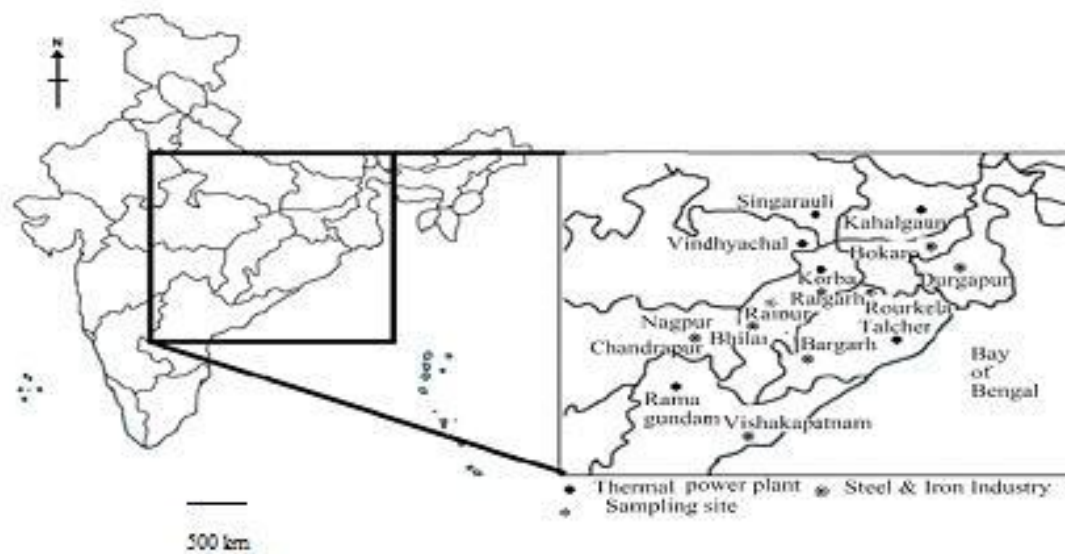 N
Singarauli
Kahalgaun
Vindhyachal
Bokaro
Korba
Durgapur
Raigarh
Raipur
Rourkela
Nagpur
Talcher
Chandrapur
Bhilai
Bargarh
Bay
of
Bengal
Rama
gundam
Vishakapatnam
Thermal power plant
Steel & Iron Industry
Sampling site
500 km